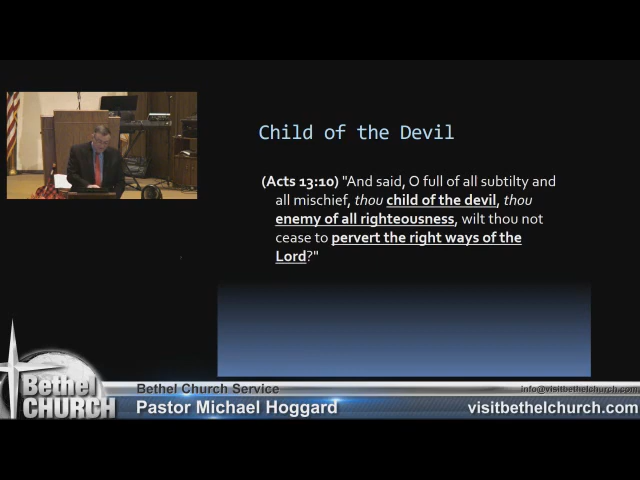 Child of the Devil
(Acts 13:10) "And said, O full of all subtilty and
all mischief, thou child of the devil, thou
enemy of all righteousness, wilt thou not
cease to pervert the right ways of the
Lord?"
Bethel
CHURCH
Bethel Church Service
info@visitbethelchurch.com
Pastor Michael Hoggard
visitbethelchurch.com